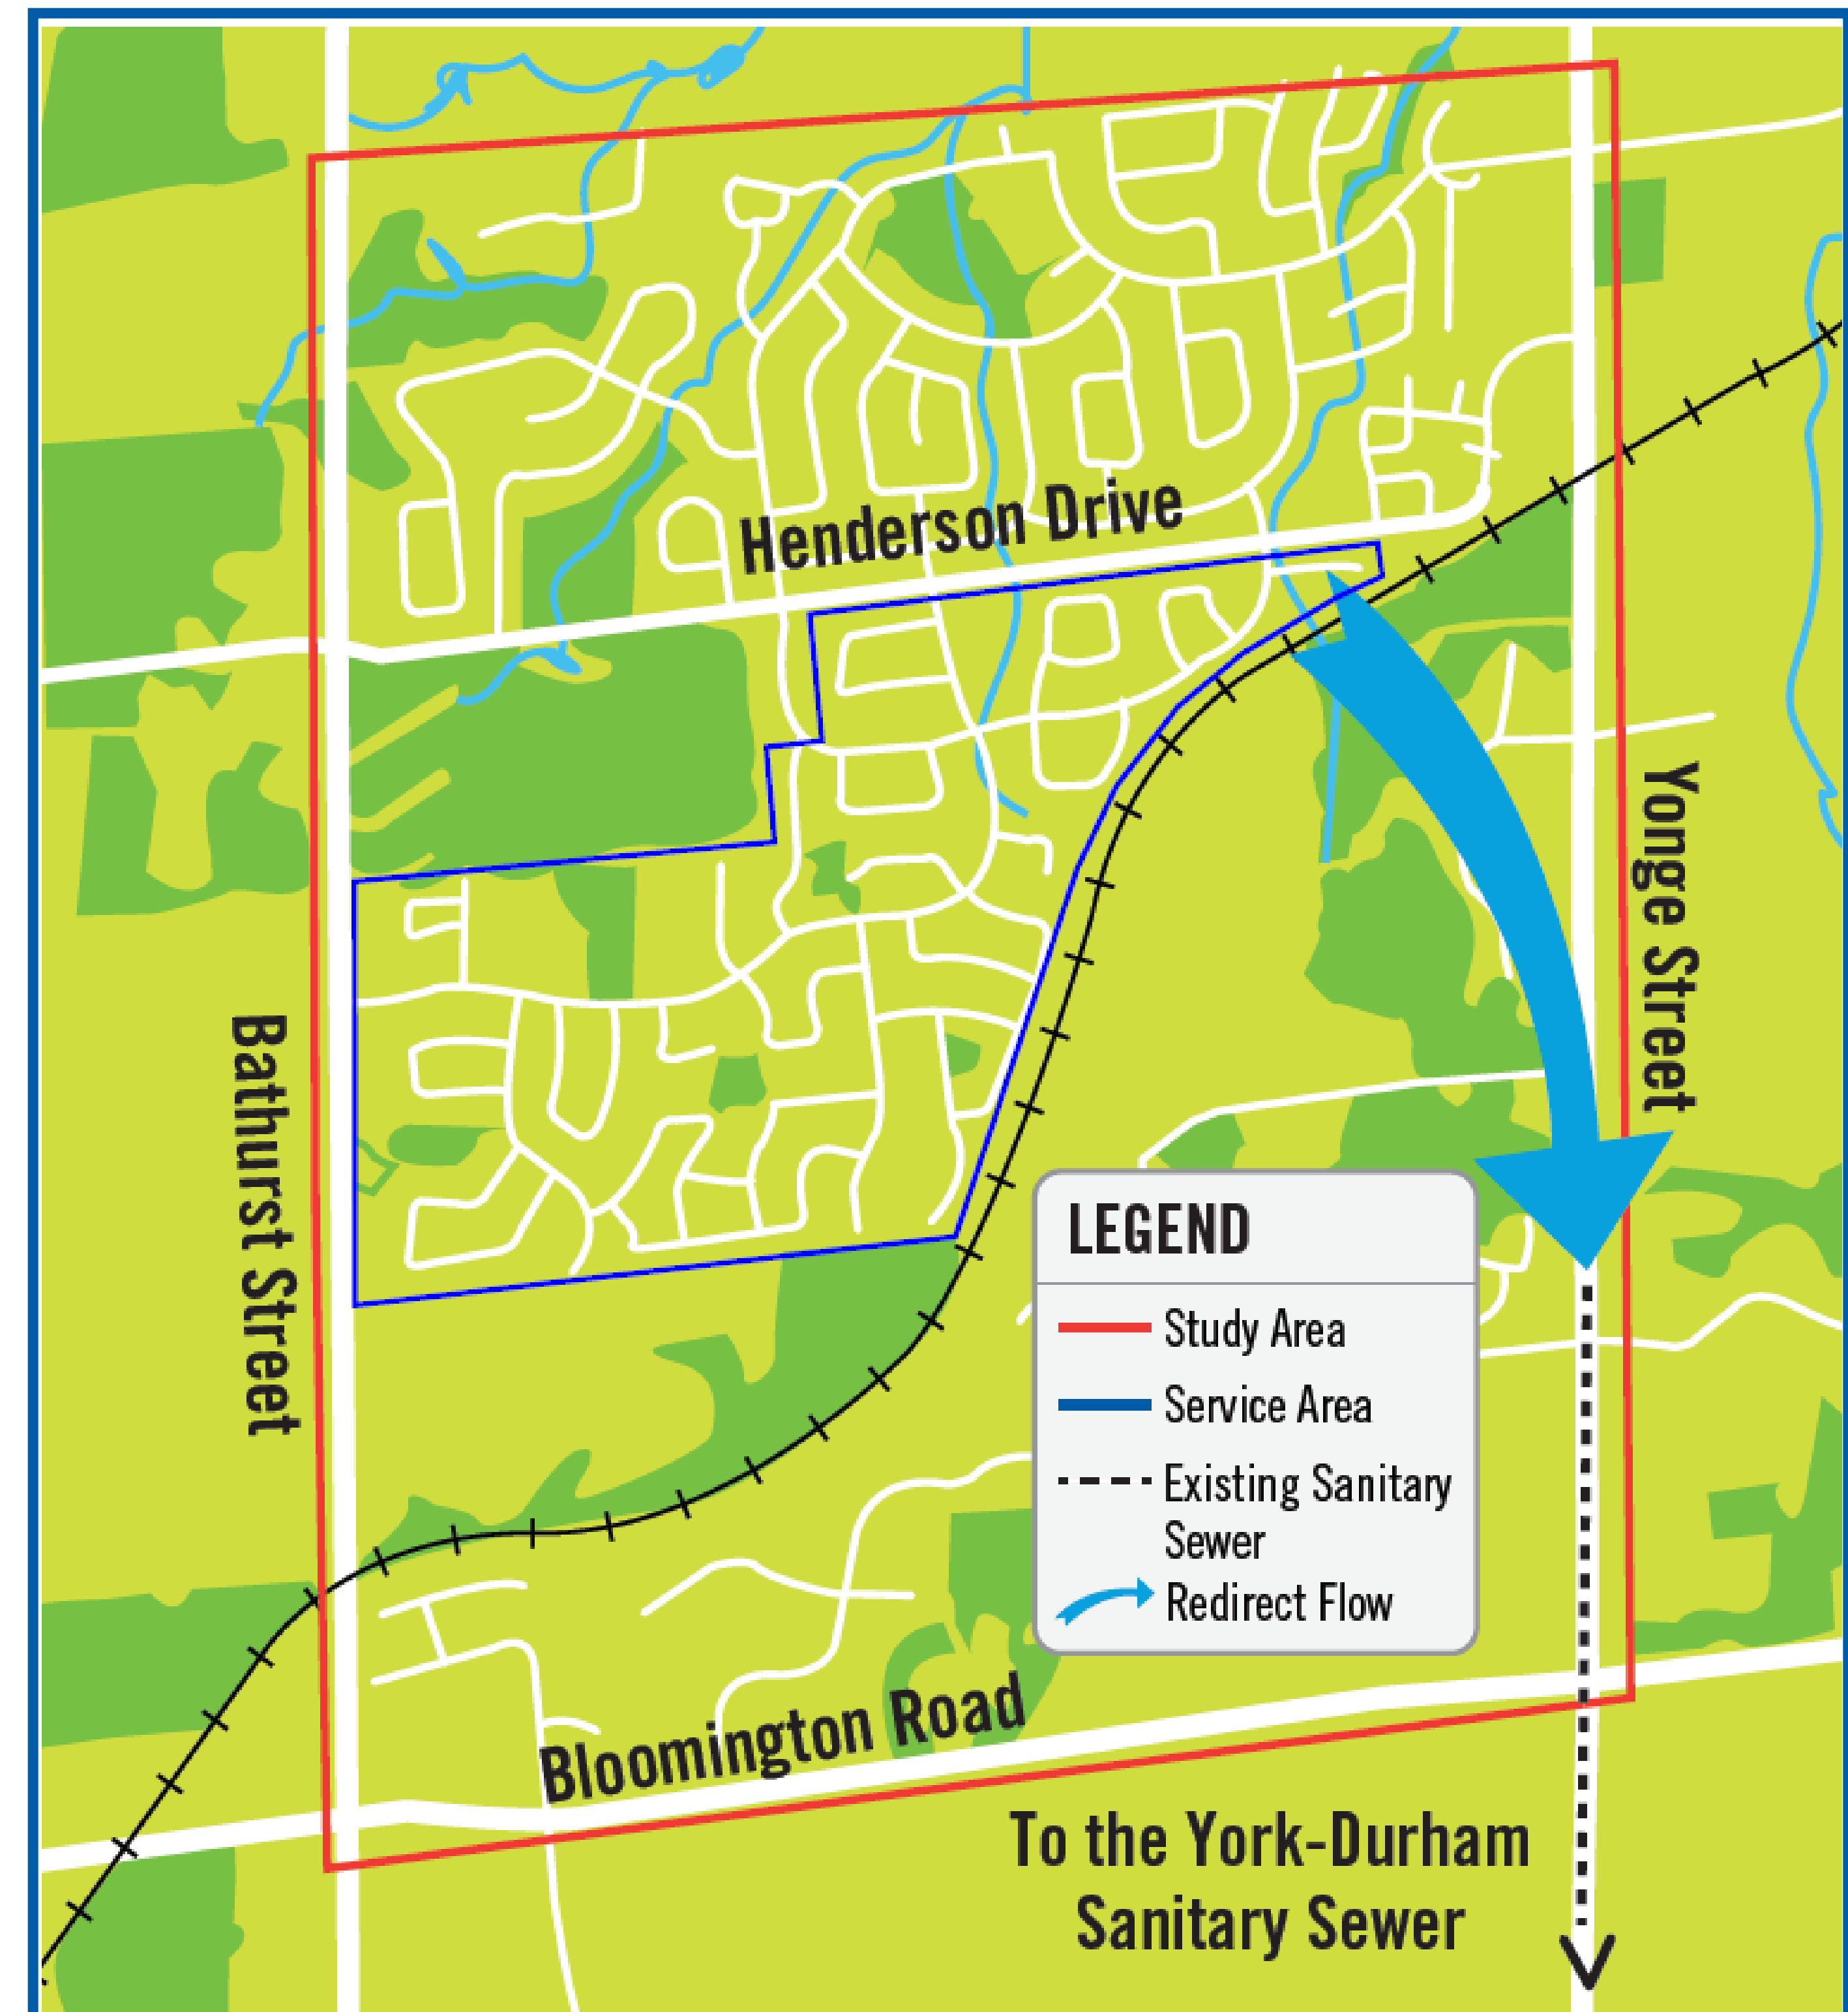 Henderson Drive
Yonge Street
Bathurst Street
LEGEND
Study Area
Service Area
Existing Sanitary
Sewer
Redirect Flow
Bloomington Road
To the York-Durham
Sanitary Sewer